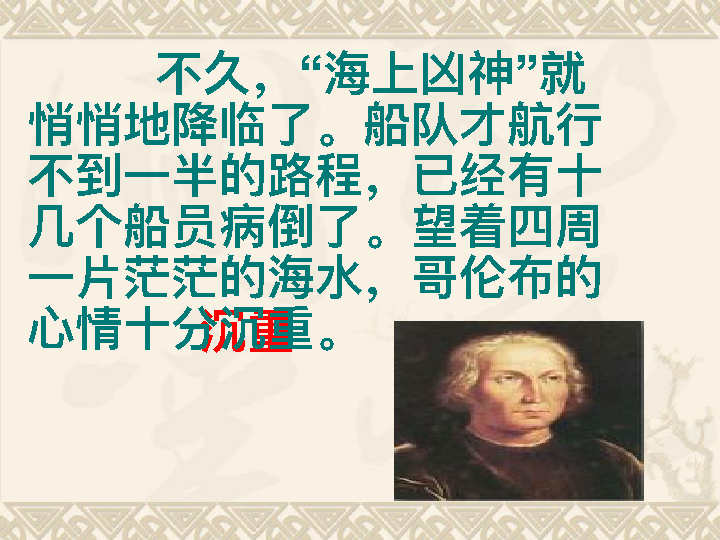 不久，“海上凶神”就
悄悄地降临了。船队才航行
不到一半的路程，已经有十
几个船员病倒了。望着四周
一片茫茫的海水，哥伦布的
心情十分沉重。
沉重